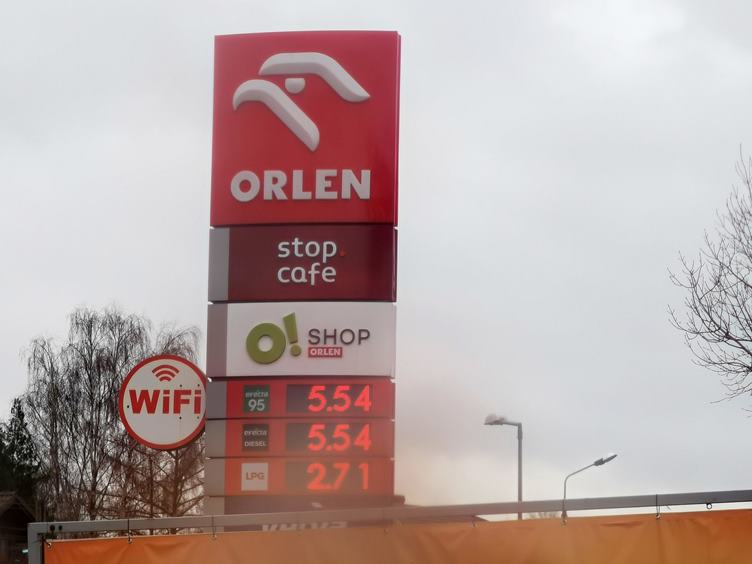 ORLEN
stop.
cafe
O! SHOP
ORLEN
WiFi
efecta
95
5.54
efecta
DIESEL
5.54
LPG
2.71